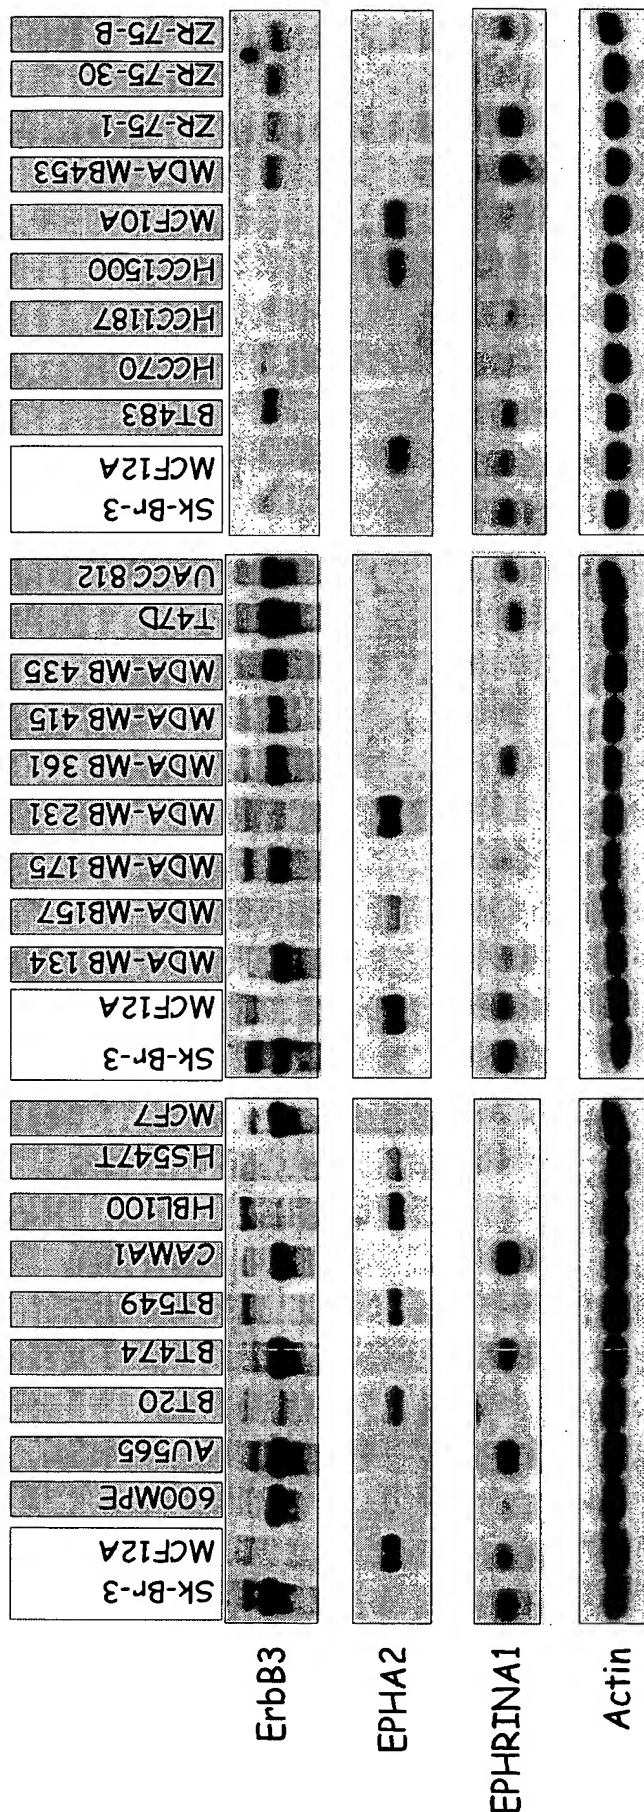 ZR-75-B
ZR-75-30
ZR-75-1
MDA-MB453
MCF10A
HCC1500
HCC1187
HCC70
BT483
MCF12A
Sk-Br-3
UACC 812
T47D
MDA-MB 435
MDA-MB 415
MDA-MB 361
MDA-MB 231
MDA-MB 175
MDA-MB157
MDA-MB 134
MCF12A
Sk-Br-3
MCF7
HS547T
HBL100
CAMA1
BT549
BT474
BT20
AU565
600MPE
MCF12A
Sk-Br-3
ErbB3
EPHA2
EPHRINA1
Actin